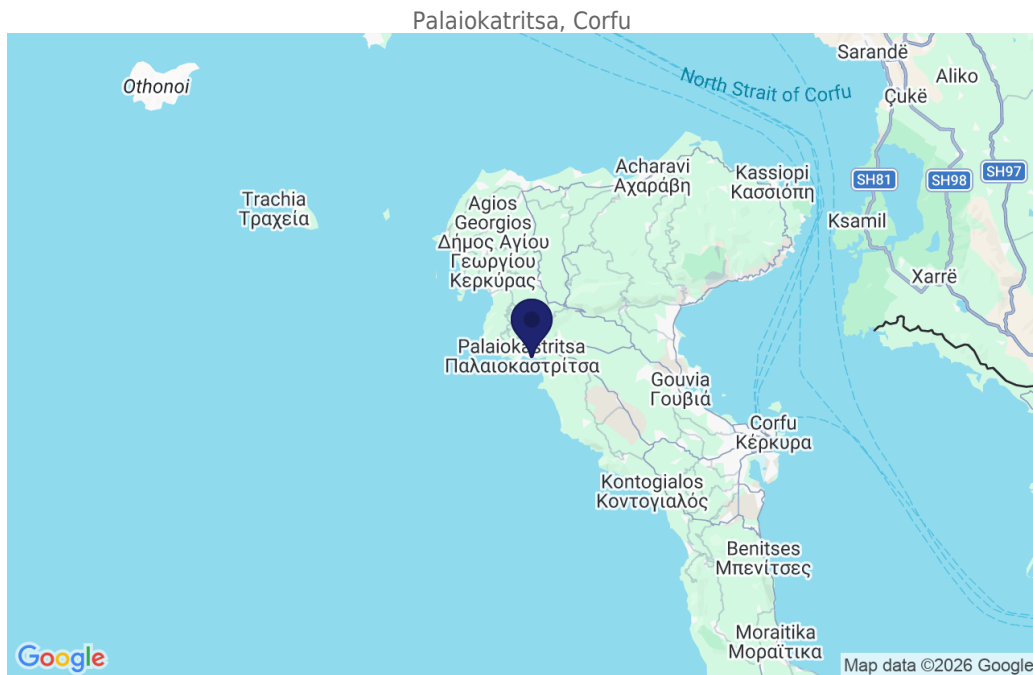 Palaiokatritsa, Corfu
Sarandë
Aliko
Othonoi
North Strait of Corfu
Çukë
Acharavi
Αχαράβη
Kassiopi
Κασσιόπη
SH81
SH98
SH97
Trachia
Τραχεία
Agios
Georgios
Δήμος Αγίου
Γεωργίου
Κερκύρας
Ksamil
Xarrë
Palaiokastritsa
Παλαιοκαστρίτσα
Gouvia
Γουβιά
Corfu
Κέρκυρα
Kontogialos
Κοντογιαλός
Benitses
Μπενίτσες
Moraitika
Μοραΐτικα
Google
Map data ©2026 Google